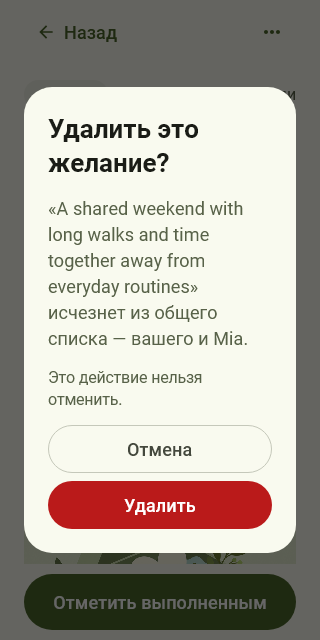 Назад
Удалить это
желание?
«A shared weekend with
long walks and time
together away from
everyday routines»
исчезнет из общего
списка — вашего и Mia.
Это действие нельзя
отменить.
Отмена
Удалить
Отметить выполненным